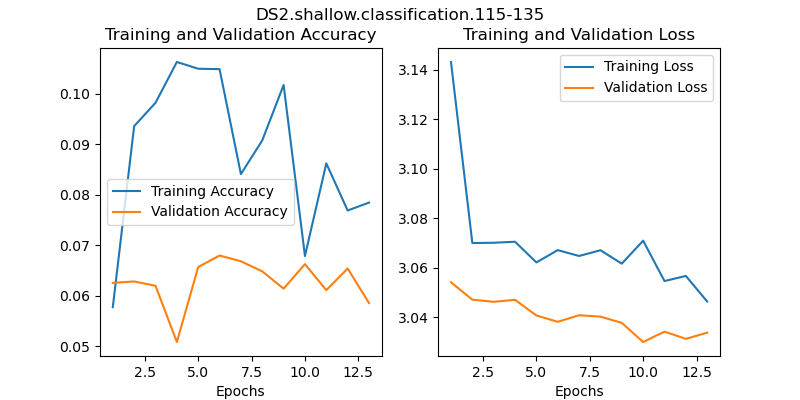 DS2.shallow.classification.115-135
Training and Validation Accuracy
0.10
0.09
0.08
0.07
0.06
0.05
Training Accuracy
Validation Accuracy
2.5 5.0 7.5 10.0 12.5
Epochs
Training and Validation Loss
3.14
3.12
3.10
3.08
3.06
3.04
Training Loss
Validation Loss
2.5 5.0 7.5 10.0 12.5
Epochs